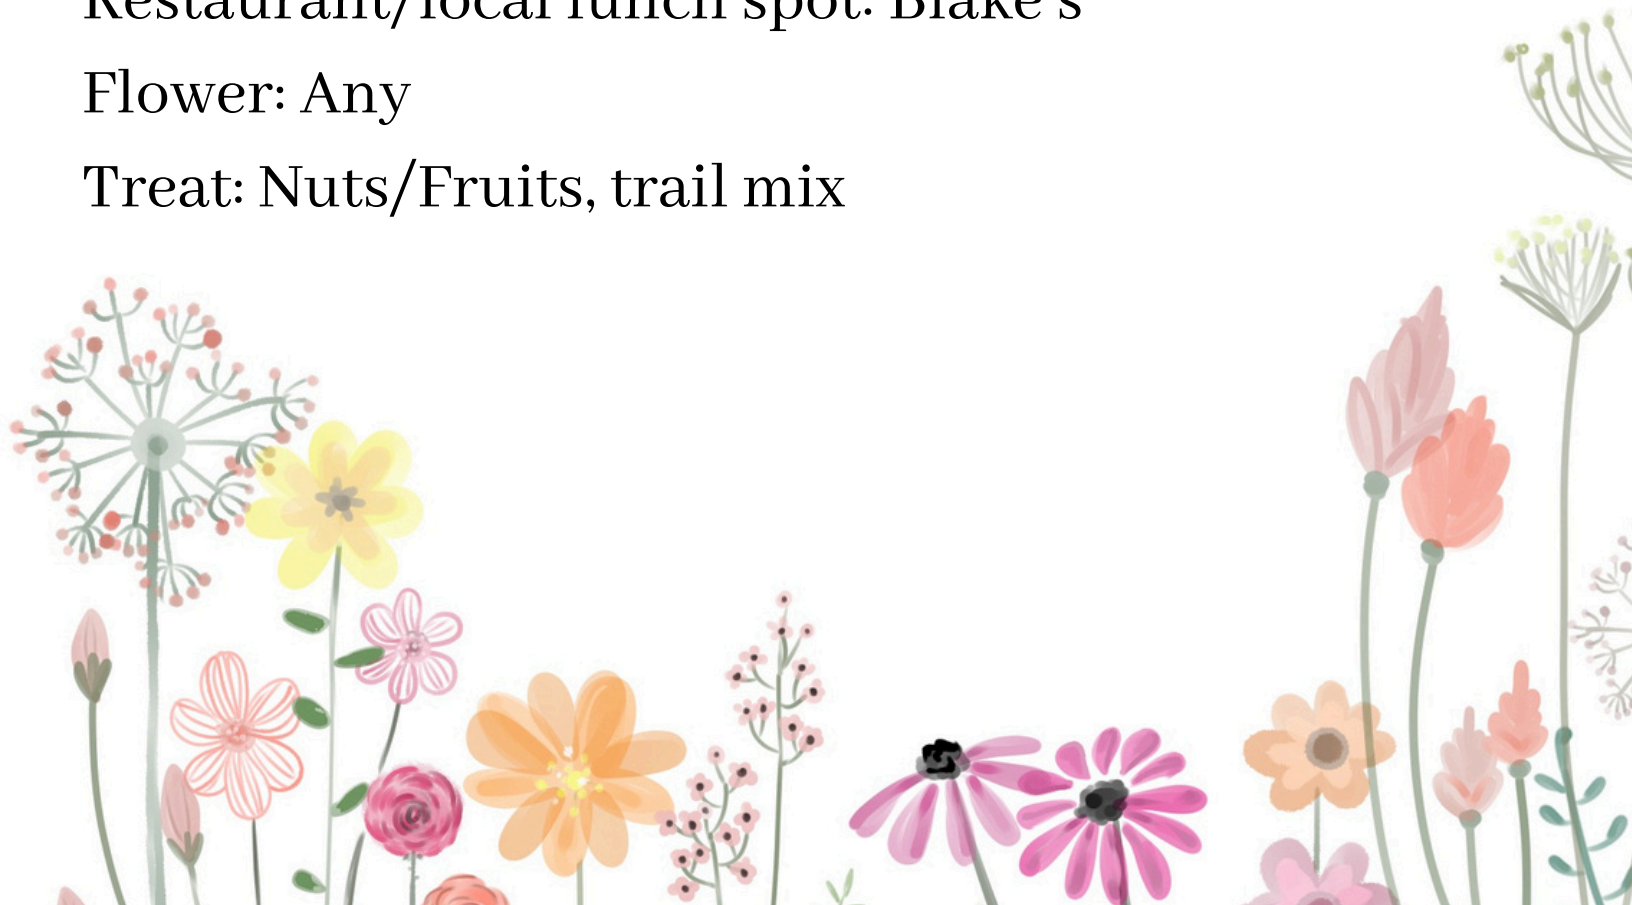 Restaurant/local lunch spot: Blake's
Flower: Any
Treat: Nuts/Fruits, trail mix